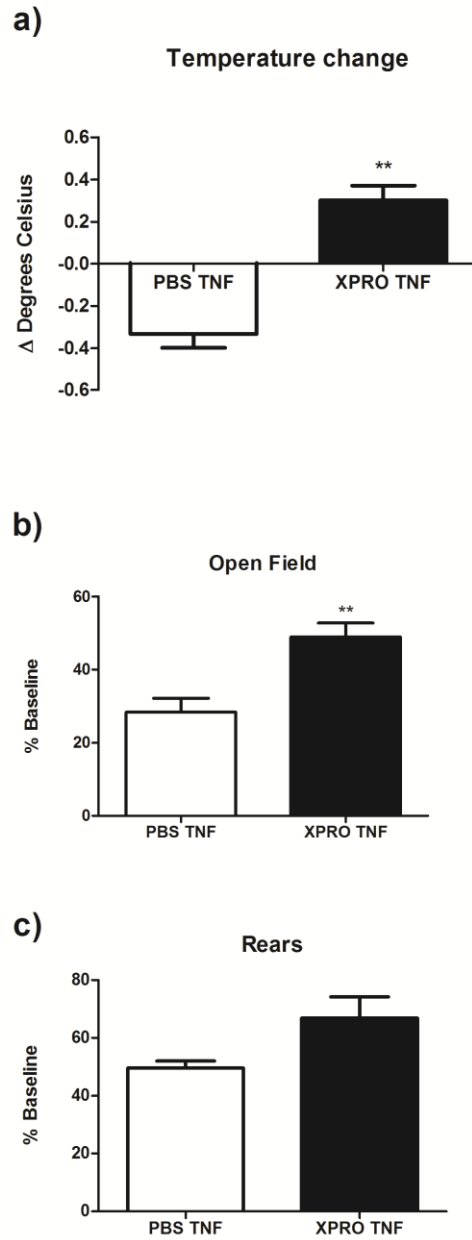 a)
Temperature change
Δ Degrees Celsius
0.6
0.4
0.2
-0.0
-0.2
-0.4
-0.6
**
PBS TNF XPRO TNF
b)
Open Field
% Baseline
60
40
20
0
**
PBS TNF XPRO TNF
c)
Rears
% Baseline
80
60
40
20
0
PBS TNF XPRO TNF